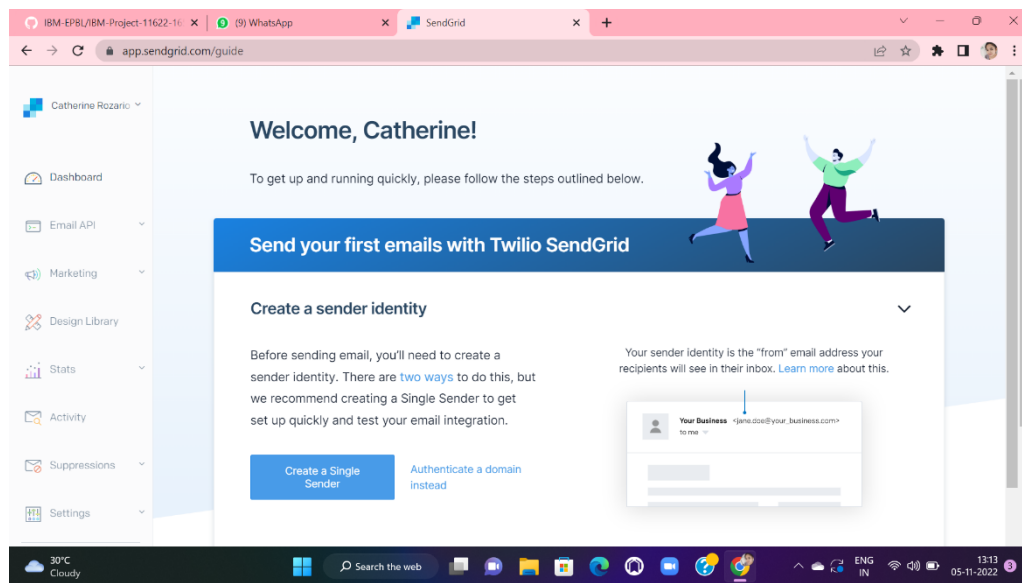 IBM-EPBL/IBM-Project-11622-16
(9) WhatsApp
SendGrid
app.sendgrid.com/guide
Catherine Rozario
Welcome, Catherine!
Dashboard
To get up and running quickly, please follow the steps outlined below.
Email API
Send your first emails with Twilio SendGrid
Marketing
Create a sender identity
Design Library
Before sending email, you'll need to create a
sender identity. There are two ways to do this, but
we recommend creating a Single Sender to get
set up quickly and test your email integration.
Your sender identity is the "from" email address your
recipients will see in their inbox. Learn more about this.
Stats
Activity
Your Business <jane.doe@your_business.com>
to me
Suppressions
Create a Single
Sender
Authenticate a domain
instead
Settings
30°C
Cloudy
Search the web
ENG
IN
13:13
05-11-2022
3